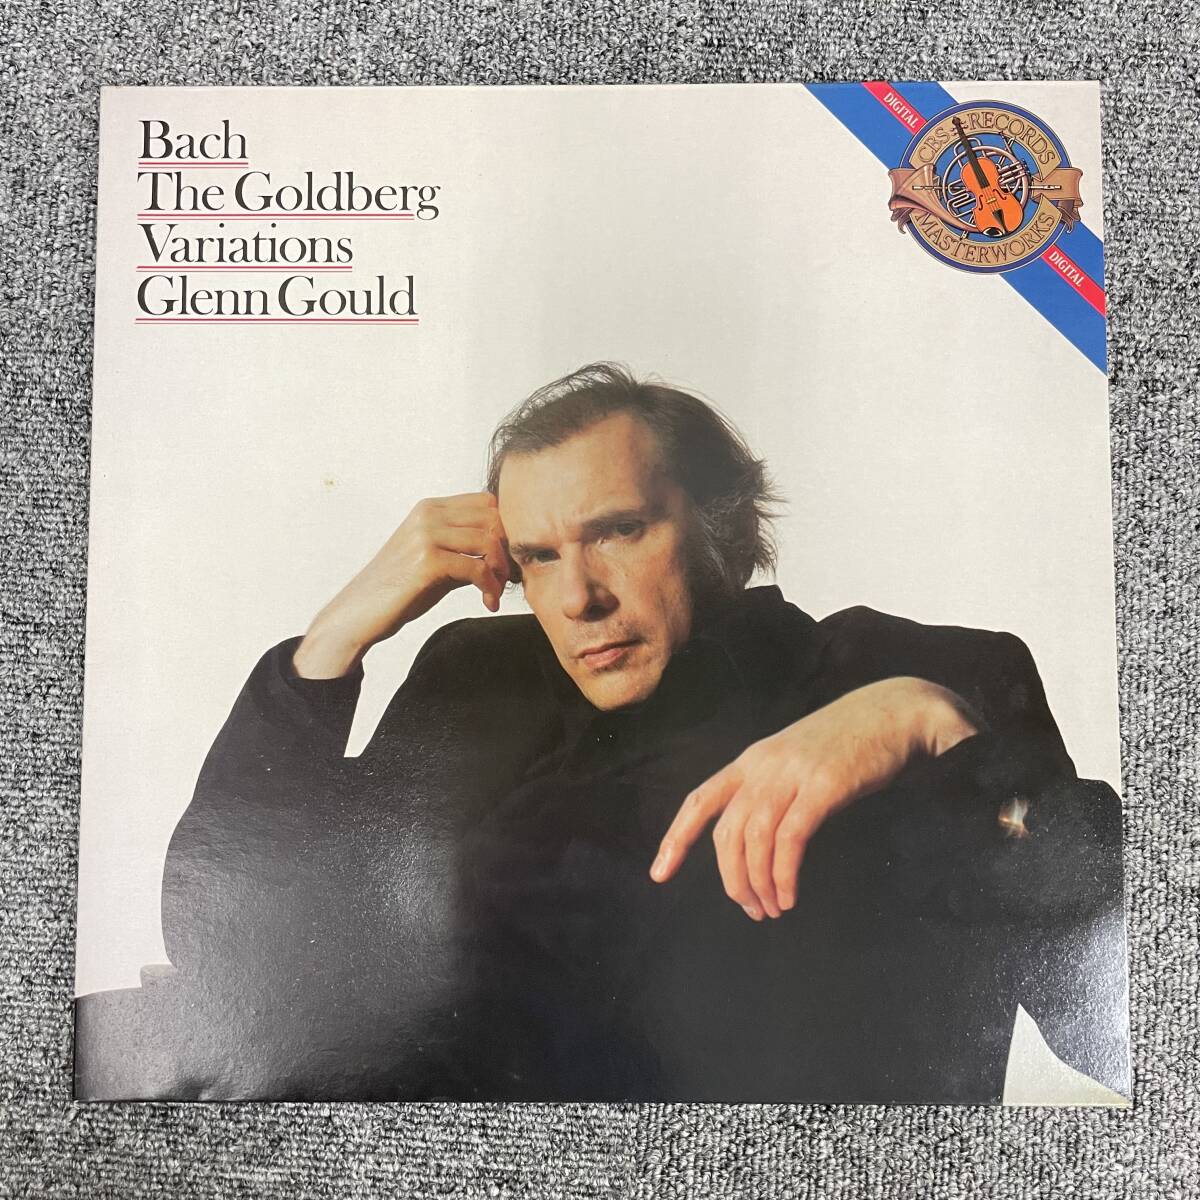 Bach
The Goldberg
Variations
Glenn Gould
DIGITAL
CBS RECORDS
MASTERWORKS
DIGITAL